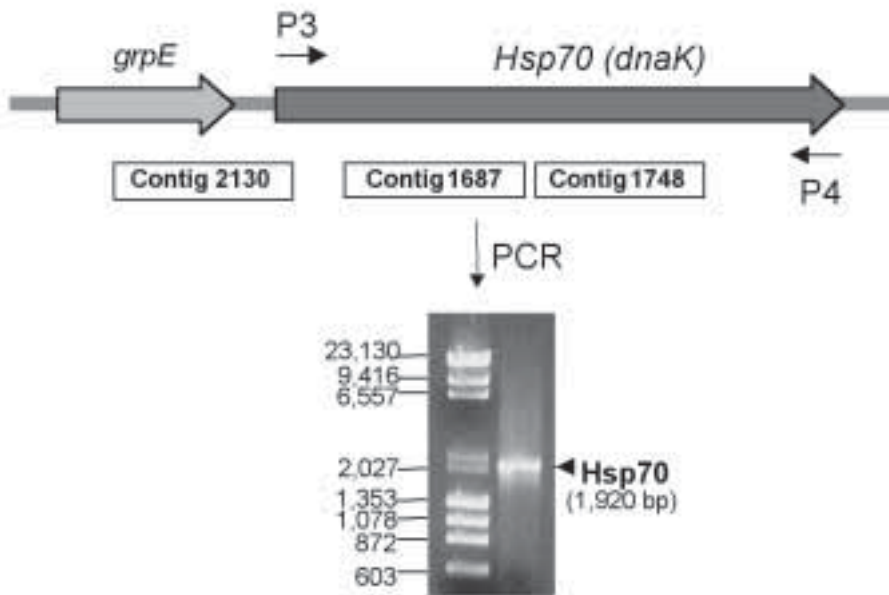 P3
grpE
Hsp70 (dnaK)
Contig 2130
Contig 1687
Contig 1748
P4
PCR
23,130
9,416
6,557
2,027
Hsp70
(1,920 bp)
1,353
1,078
872
603